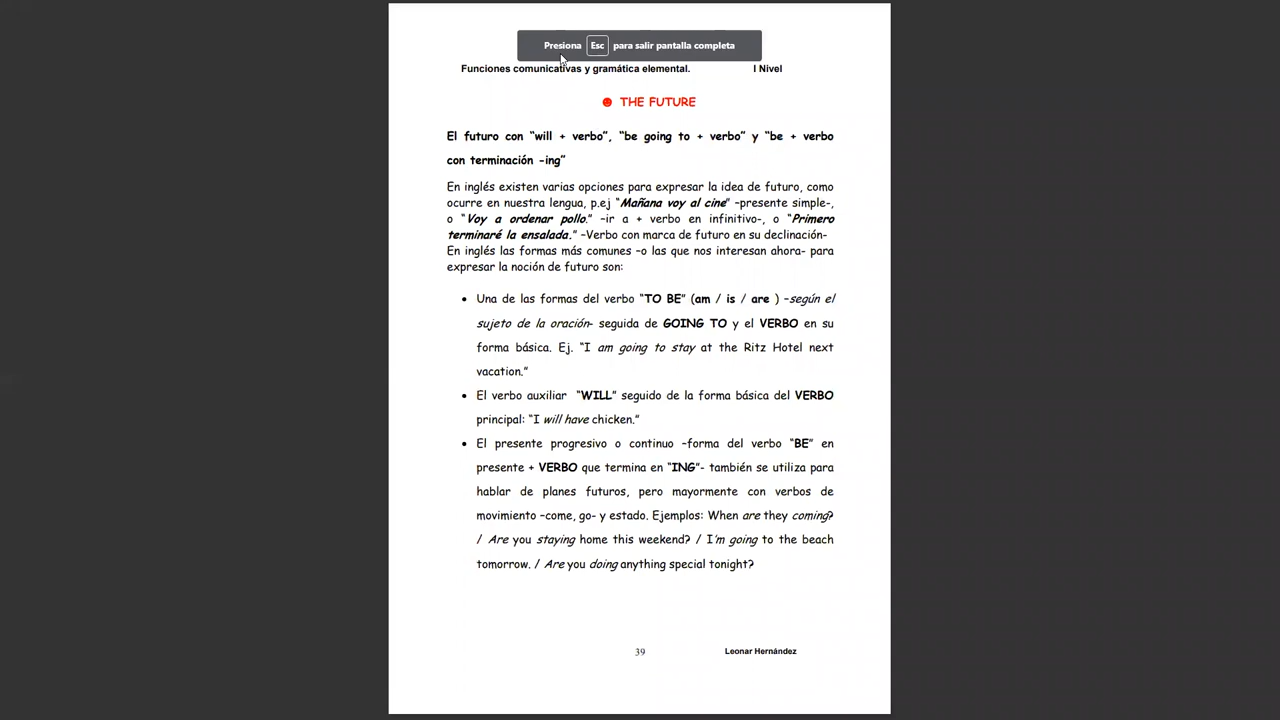 Presiona Esc para salir pantalla completa
Funciones comunicativas y gramática elemental. I Nivel
☻ THE FUTURE
El futuro con “will + verbo”, “be going to + verbo” y “be + verbo
con terminación –ing”
En inglés existen varias opciones para expresar la idea de futuro, como
ocurre en nuestra lengua, p.ej “Mañana voy al cine” –presente simple-,
o “Voy a ordenar pollo.” –ir a + verbo en infinitivo-, o “Primero
terminaré la ensalada.” –Verbo con marca de futuro en su declinación-
En inglés las formas más comunes –o las que nos interesan ahora- para
expresar la noción de futuro son:
• Una de las formas del verbo “TO BE” (am / is / are ) –según el
sujeto de la oración- seguida de GOING TO y el VERBO en su
forma básica. Ej. “I am going to stay at the Ritz Hotel next
vacation.”
• El verbo auxiliar “WILL” seguido de la forma básica del VERBO
principal: “I will have chicken.”
• El presente progresivo o continuo –forma del verbo “BE” en
presente + VERBO que termina en “ING”- también se utiliza para
hablar de planes futuros, pero mayormente con verbos de
movimiento –come, go- y estado. Ejemplos: When are they coming?
/ Are you staying home this weekend? / I’m going to the beach
tomorrow. / Are you doing anything special tonight?
39 Leonar Hernández